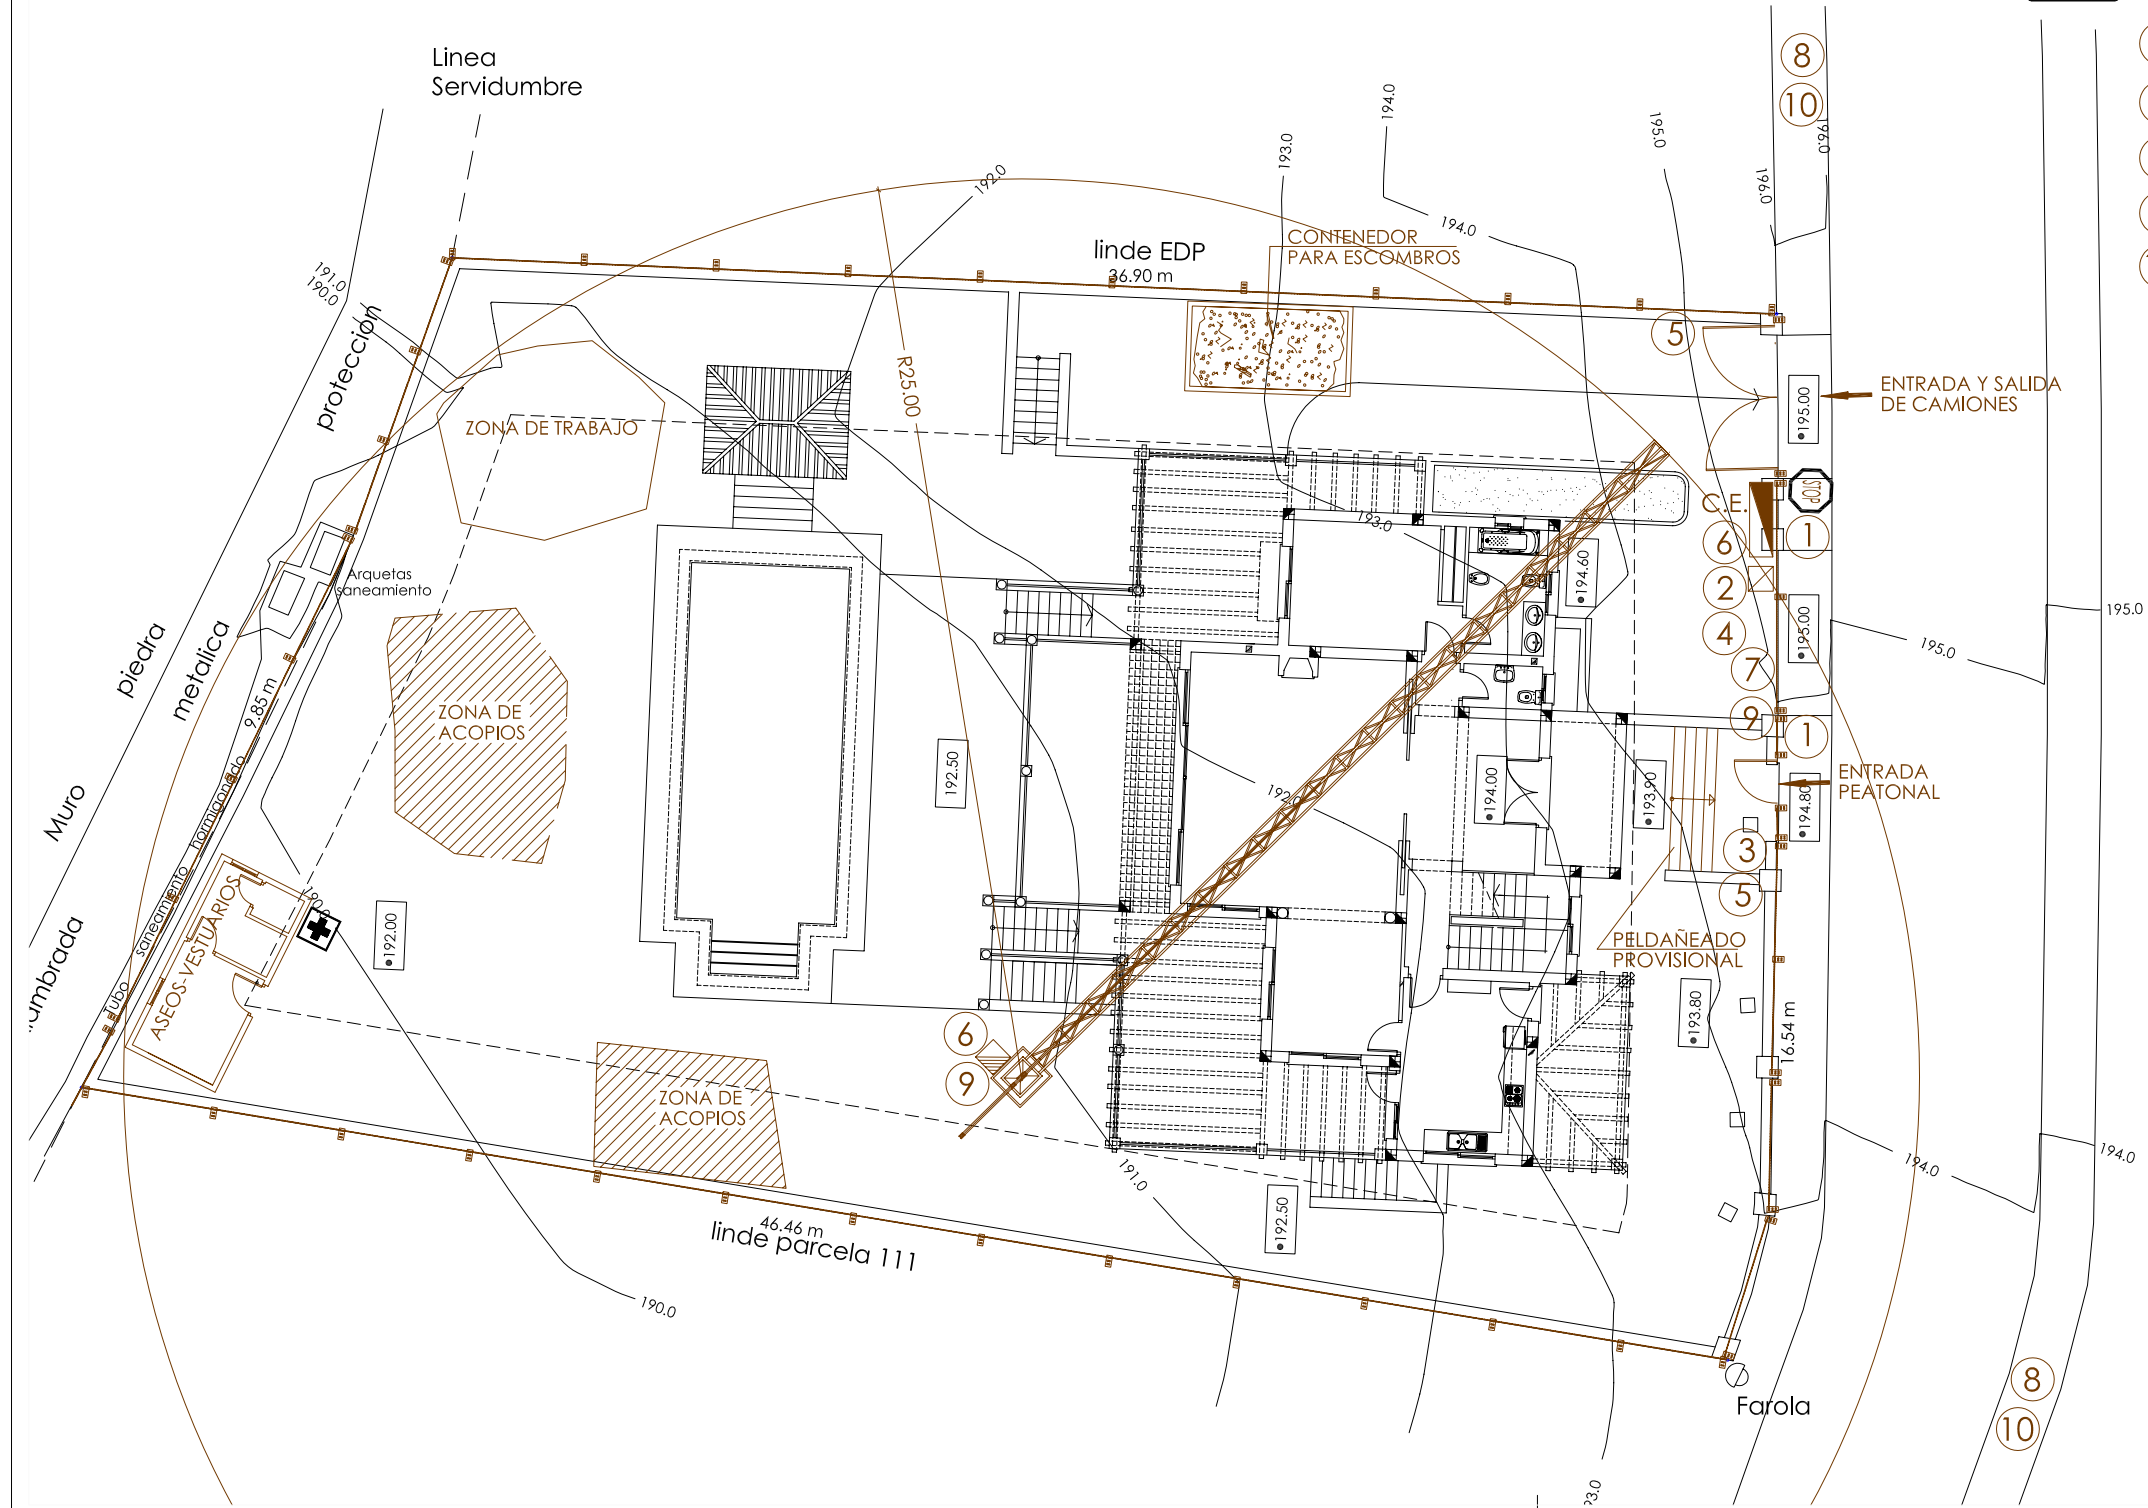 Linea
Servidumbre
8
10
196.0
196.0
195.0
194.0
194.0
193.0
192.0
linde EDP
36.90 m
CONTENEDOR
PARA ESCOMBROS
191.0
190.0
proteccion
R25.00
ZONA DE TRABAJO
5
195.00
ENTRADA Y SALIDA
DE CAMIONES
STOP
C.E.
6
1
2
4
7
9
1
195.00
195.0
195.0
193.0
194.60
Arquetas
saneamiento
piedra
metalica
9.85 m
ZONA DE
ACOPIOS
192.50
192.0
194.00
193.90
194.80
ENTRADA
PEATONAL
3
5
Muro
hormigonado
saneamiento
Tubo
ASEOS-VESTUARIOS
190.0
192.00
PELDAÑEADO
PROVISIONAL
193.80
16.54 m
6
9
ZONA DE
ACOPIOS
191.0
192.50
46.46 m
linde parcela 111
190.0
194.0
194.0
8
10
Farola